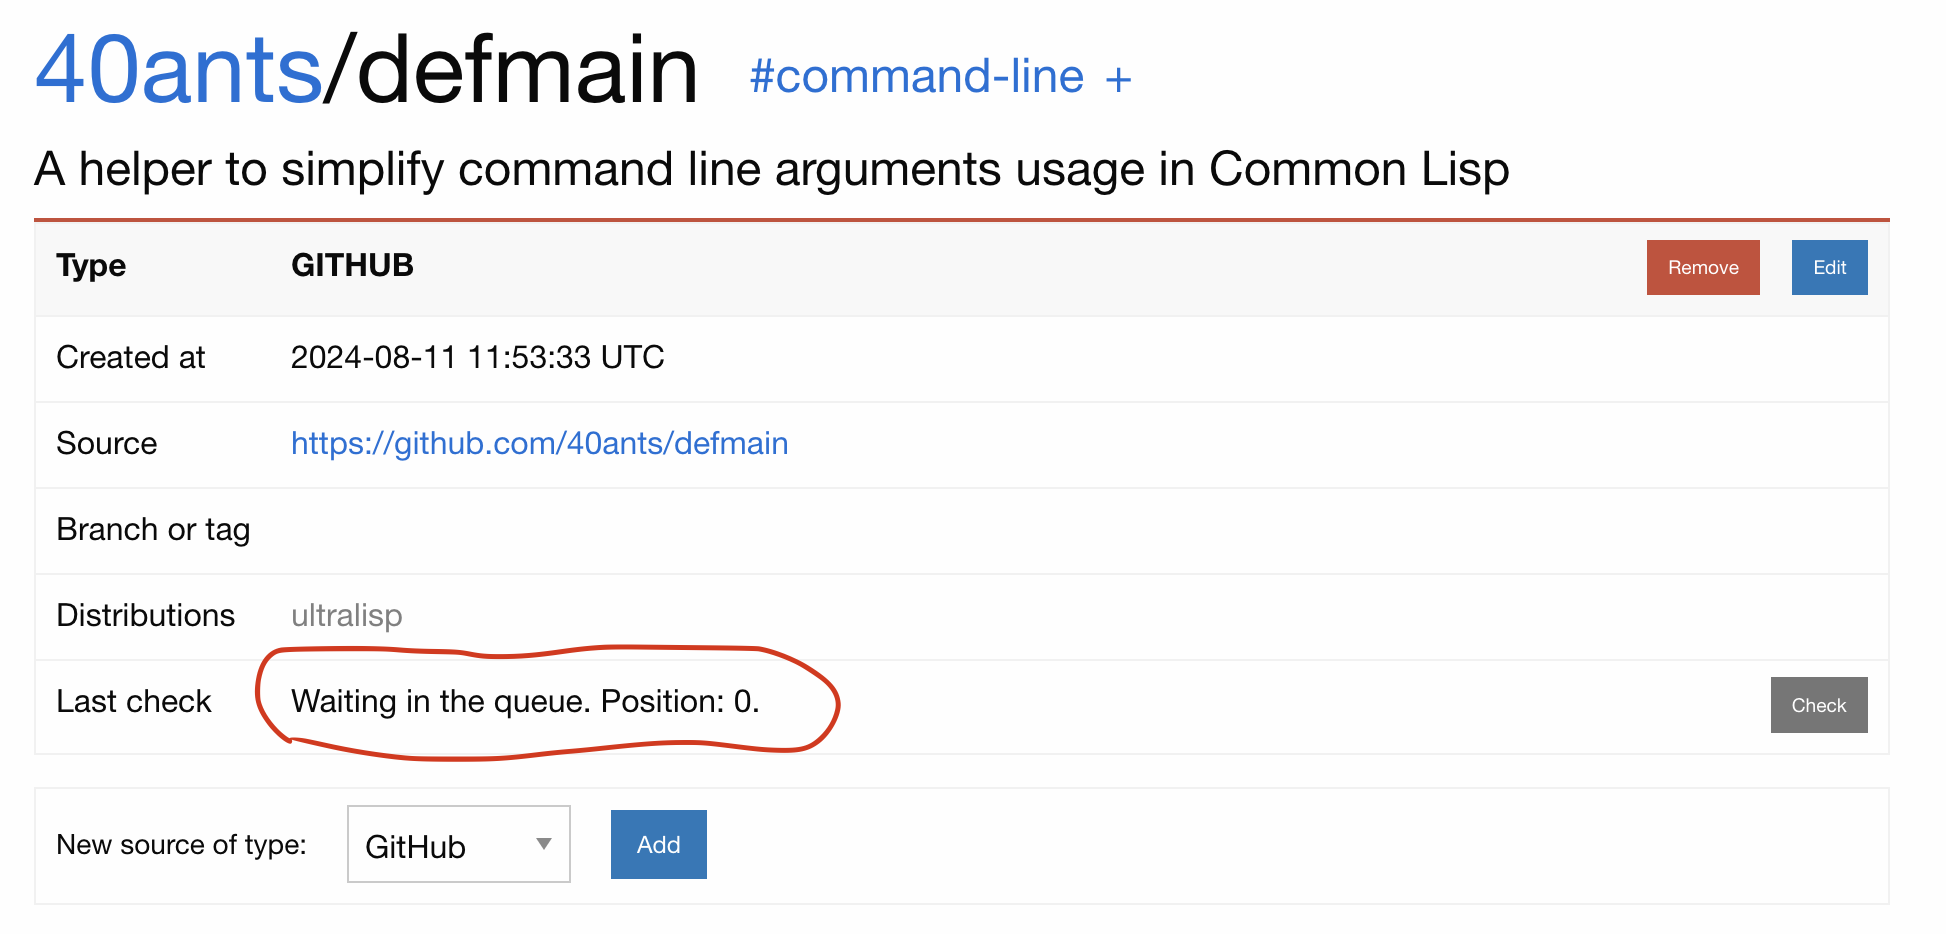 40ants/defmain #command-line +
A helper to simplify command line arguments usage in Common Lisp
Type GITHUB Remove Edit
Created at 2024-08-11 11:53:33 UTC
Source https://github.com/40ants/defmain
Branch or tag
Distributions ultralisp
Last check Waiting in the queue. Position: 0. Check
New source of type: GitHub Add